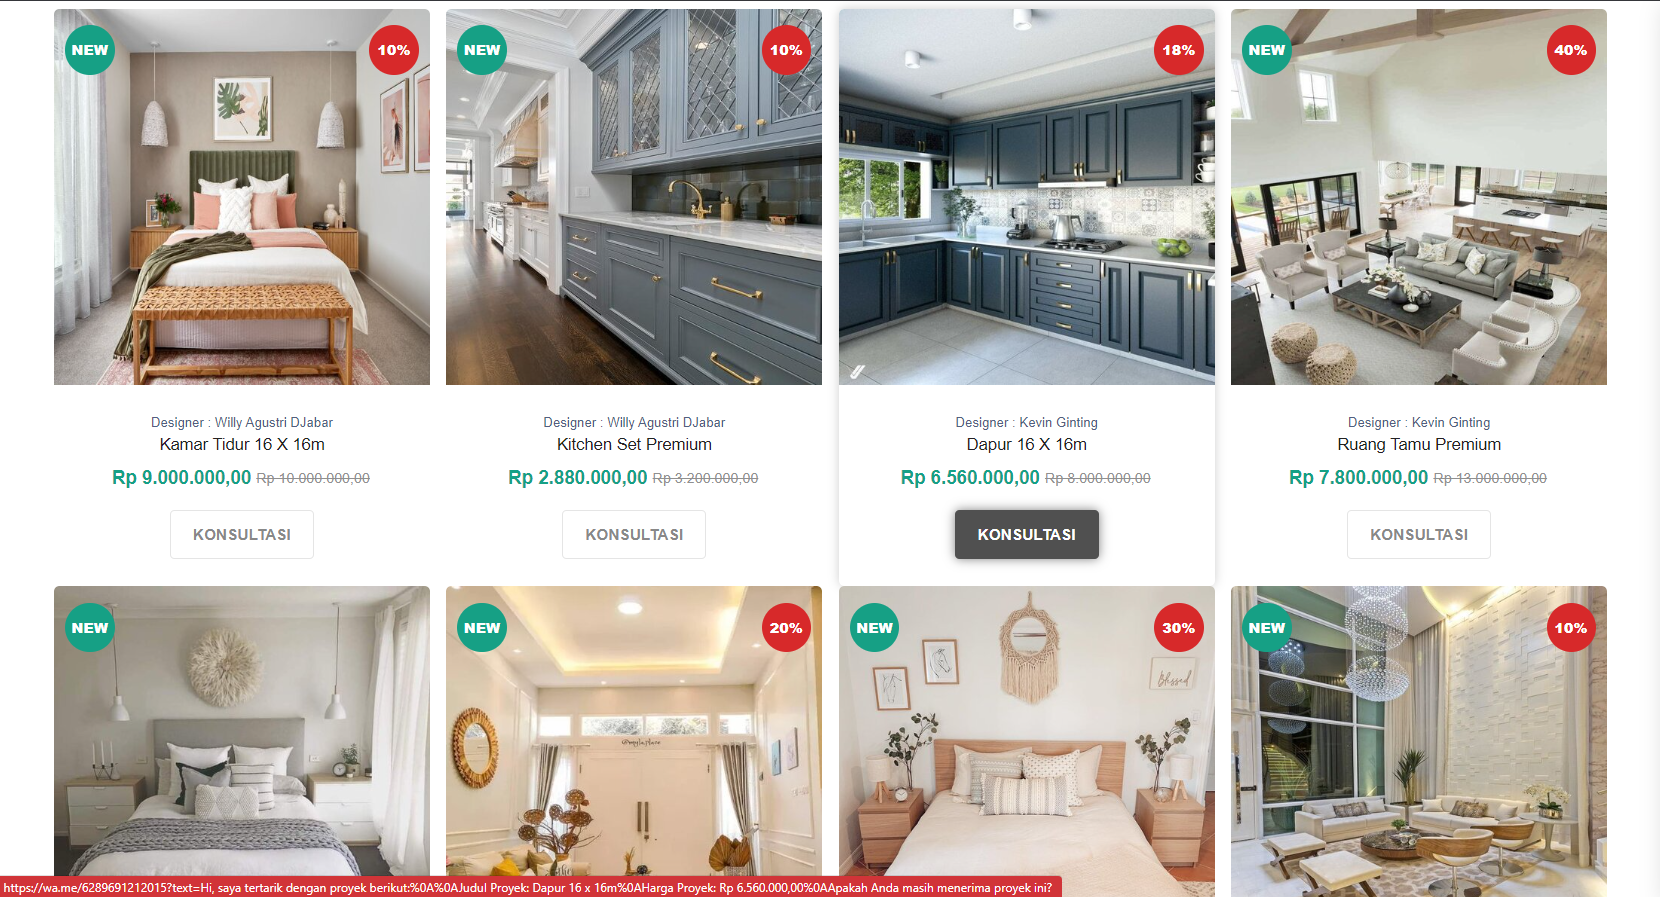 NEW
10%
NEW
10%
18%
NEW
40%
Designer : Willy Agustri DJabar
Kamar Tidur 16 X 16m
Rp 9.000.000,00 Rp 10.000.000,00
KONSULTASI
Designer : Willy Agustri DJabar
Kitchen Set Premium
Rp 2.880.000,00 Rp 3.200.000,00
KONSULTASI
Designer : Kevin Ginting
Dapur 16 X 16m
Rp 6.560.000,00 Rp 8.000.000,00
KONSULTASI
Designer : Kevin Ginting
Ruang Tamu Premium
Rp 7.800.000,00 Rp 13.000.000,00
KONSULTASI
NEW
NEW
20%
NEW
30%
Blessed
NEW
10%
https://wa.me/6289691212015?text=Hi, saya tertarik dengan proyek berikut:%0A%0AJudul Proyek: Dapur 16 x 16m%0AHarga Proyek: Rp 6.560.000,00%0AApakah Anda masih menerima proyek ini?